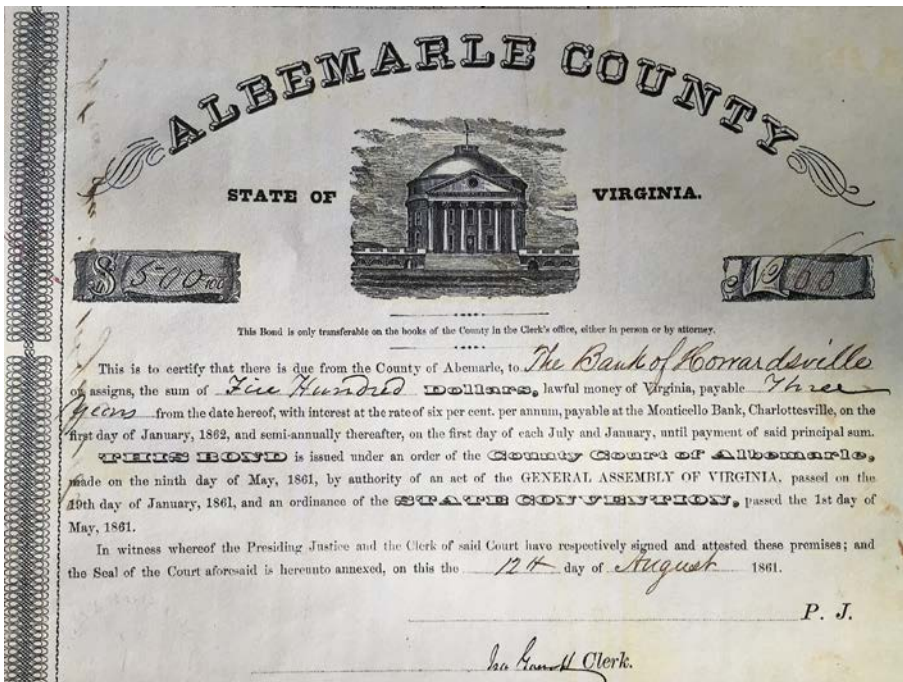 ALBEMARLE COUNTY
STATE OF VIRGINIA.
$ 500 100
No 60
This Bond is only transferable on the books of the County in the Clerk's office, either in person or by attorney.
This is to certify that there is due from the County of Abemarle, to The Bank of Howardsville
or assigns, the sum of Five Hundred Dollars, lawful money of Virginia, payable Three
Years from the date hereof, with interest at the rate of six per cent. per annum, payable at the Monticello Bank, Charlottesville, on the
first day of January, 1862, and semi-annually thereafter, on the first day of each July and January, until payment of said principal sum.
THIS BOND is issued under an order of the County Court of Albemarle,
made on the ninth day of May, 1861, by authority of an act of the GENERAL ASSEMBLY OF VIRGINIA, passed on the
19th day of January, 1861, and an ordinance of the STATE CONVENTION, passed the 1st day of
May, 1861.
In witness whereof the Presiding Justice and the Clerk of said Court have respectively signed and attested these premises; and
the Seal of the Court aforesaid is hereunto annexed, on this the 12th day of August 1861.
P. J.
Clerk.